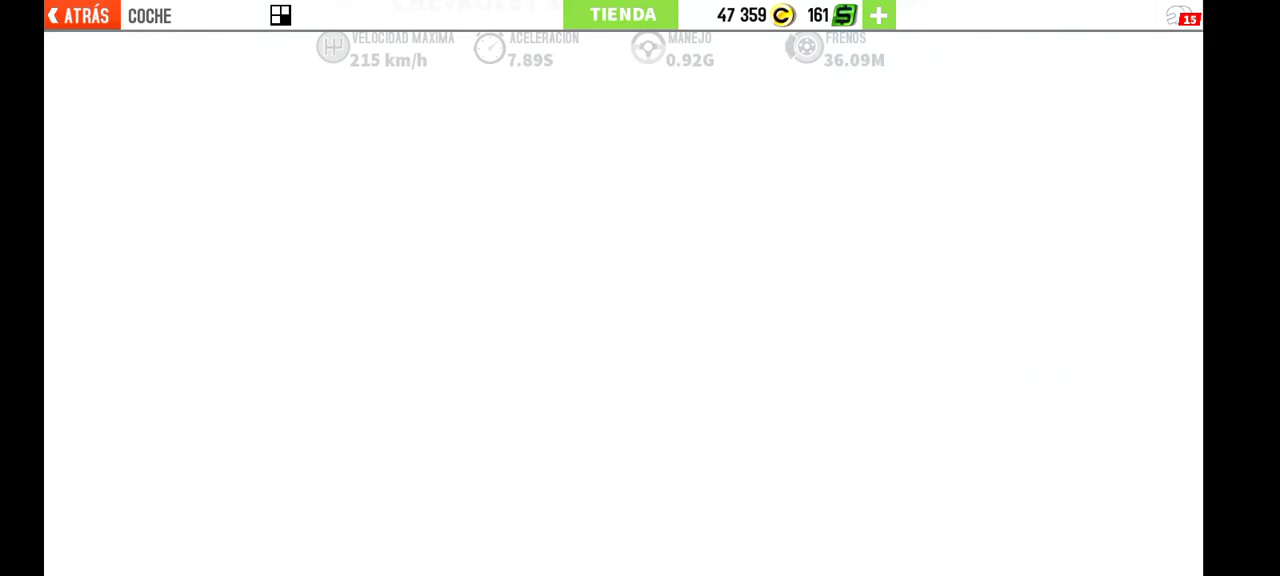 ATRÁS COCHE TIENDA 47 359 161 15
CHEVROLET S
VELOCIDAD MÁXIMA ACELERACIÓN MANEJO FRENOS
215 km/h 7.89S 0.92G 36.09M